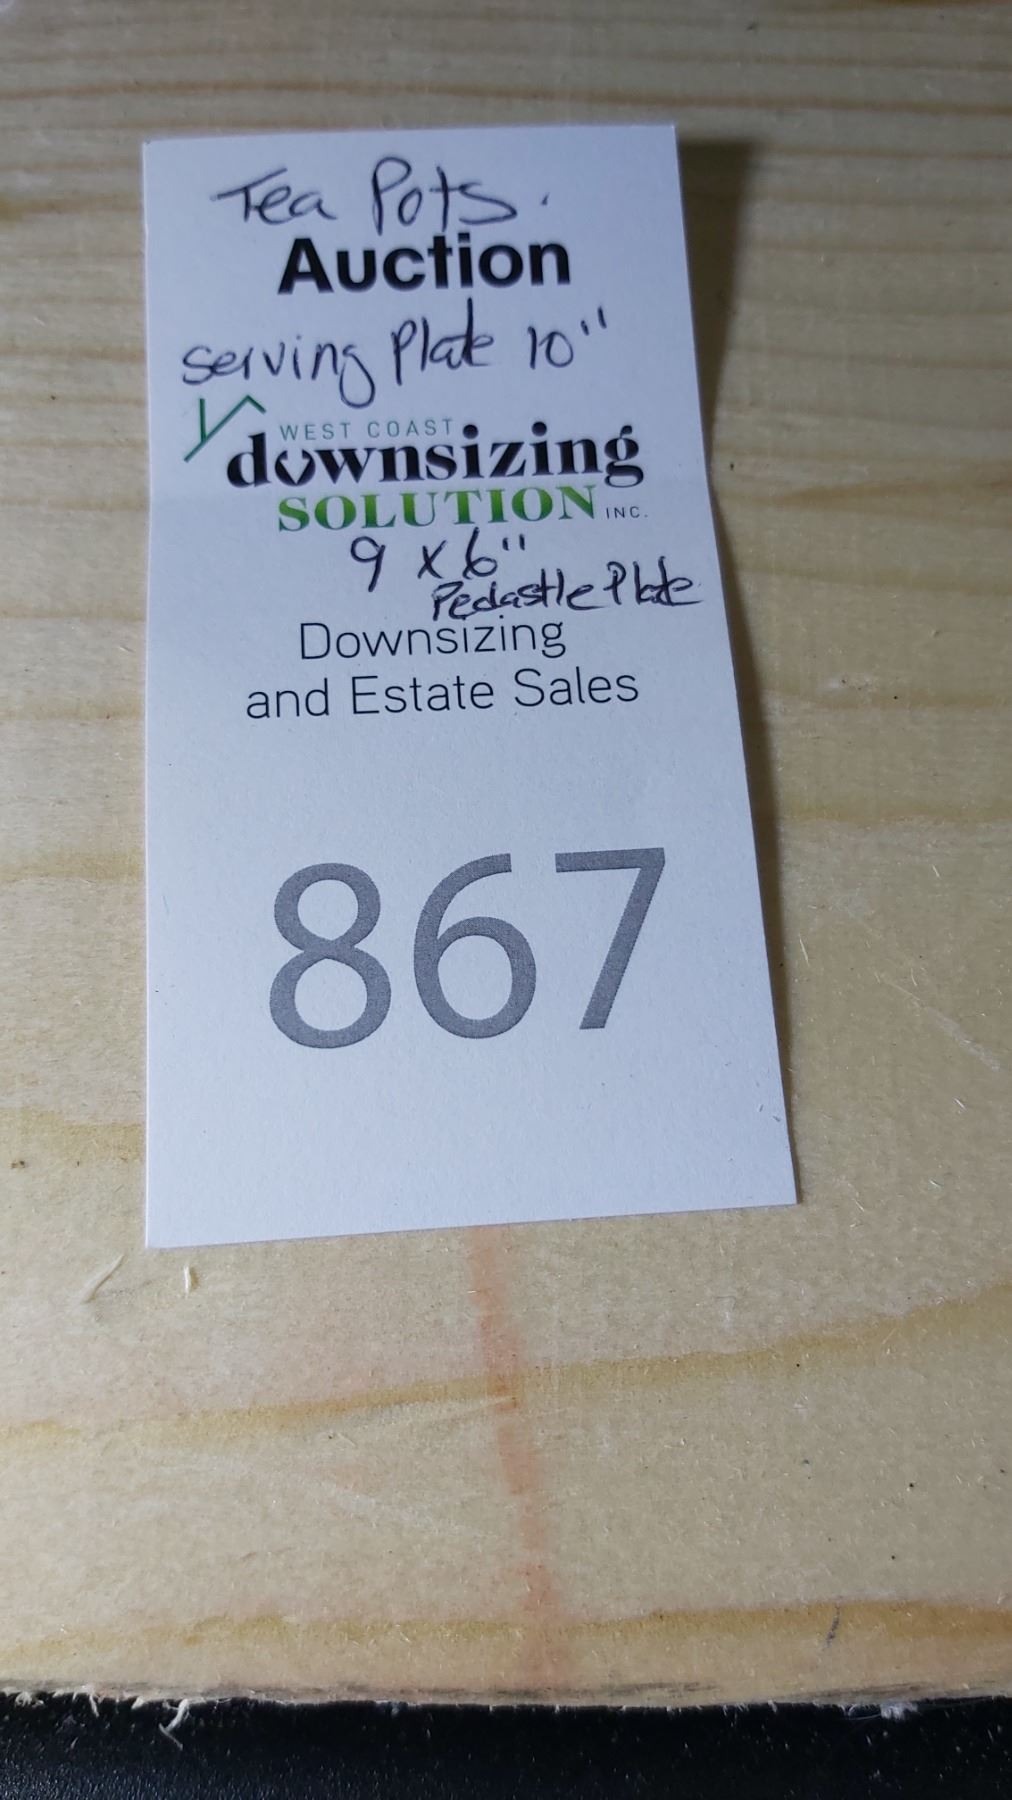 Tea Pots.
Auction
Serving Plate 10"
WEST COAST
downsizing
SOLUTION INC.
9 x 6"
Pedastle Plate
Downsizing
and Estate Sales
867